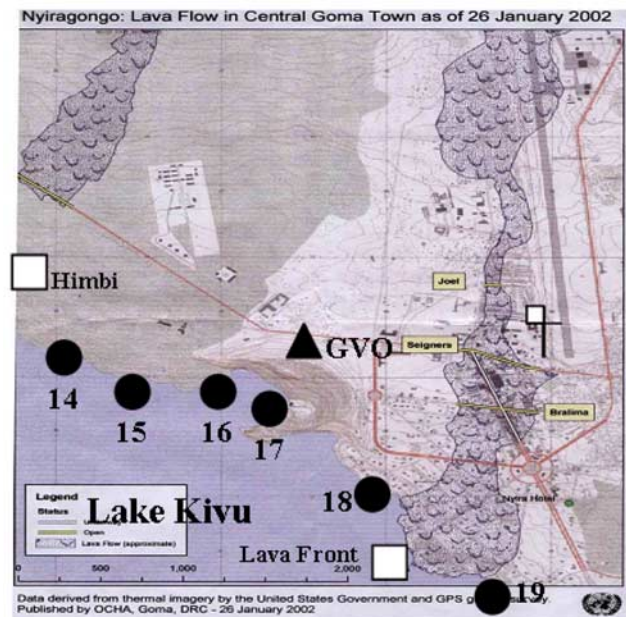 Nyiragongo: Lava Flow in Central Goma Town as of 26 January 2002
Joel
Himbi
GVO
Seigners
14
15
16
17
Bralima
18
Legend
Status
Open
Lava Flow (approximate)
Lake Kivu
Nyira Hotel
Lava Front
0
500
1,000
2,000
19
Data derived from thermal imagery by the United States Government and GPS survey.
Published by OCHA, Goma, DRC - 26 January 2002